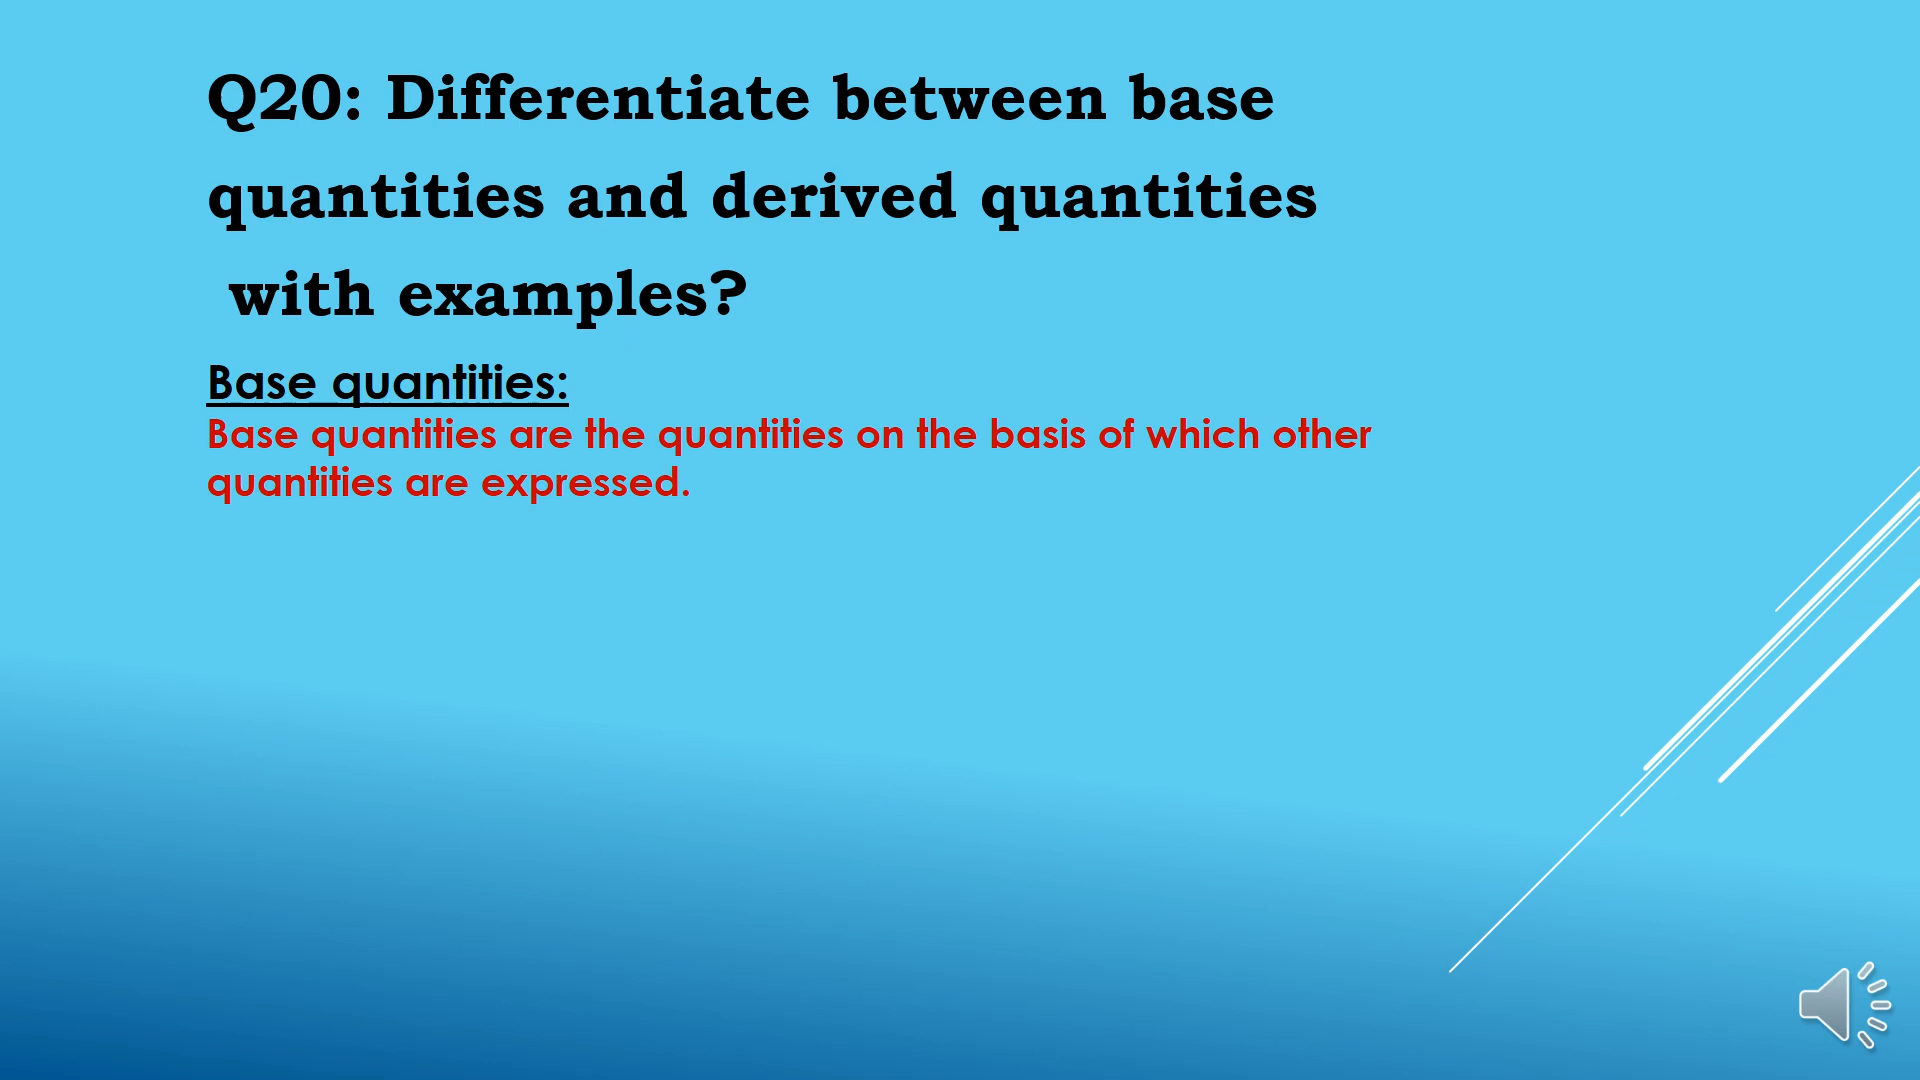 Q20: Differentiate between base
quantities and derived quantities
with examples?
Base quantities:
Base quantities are the quantities on the basis of which other
quantities are expressed.